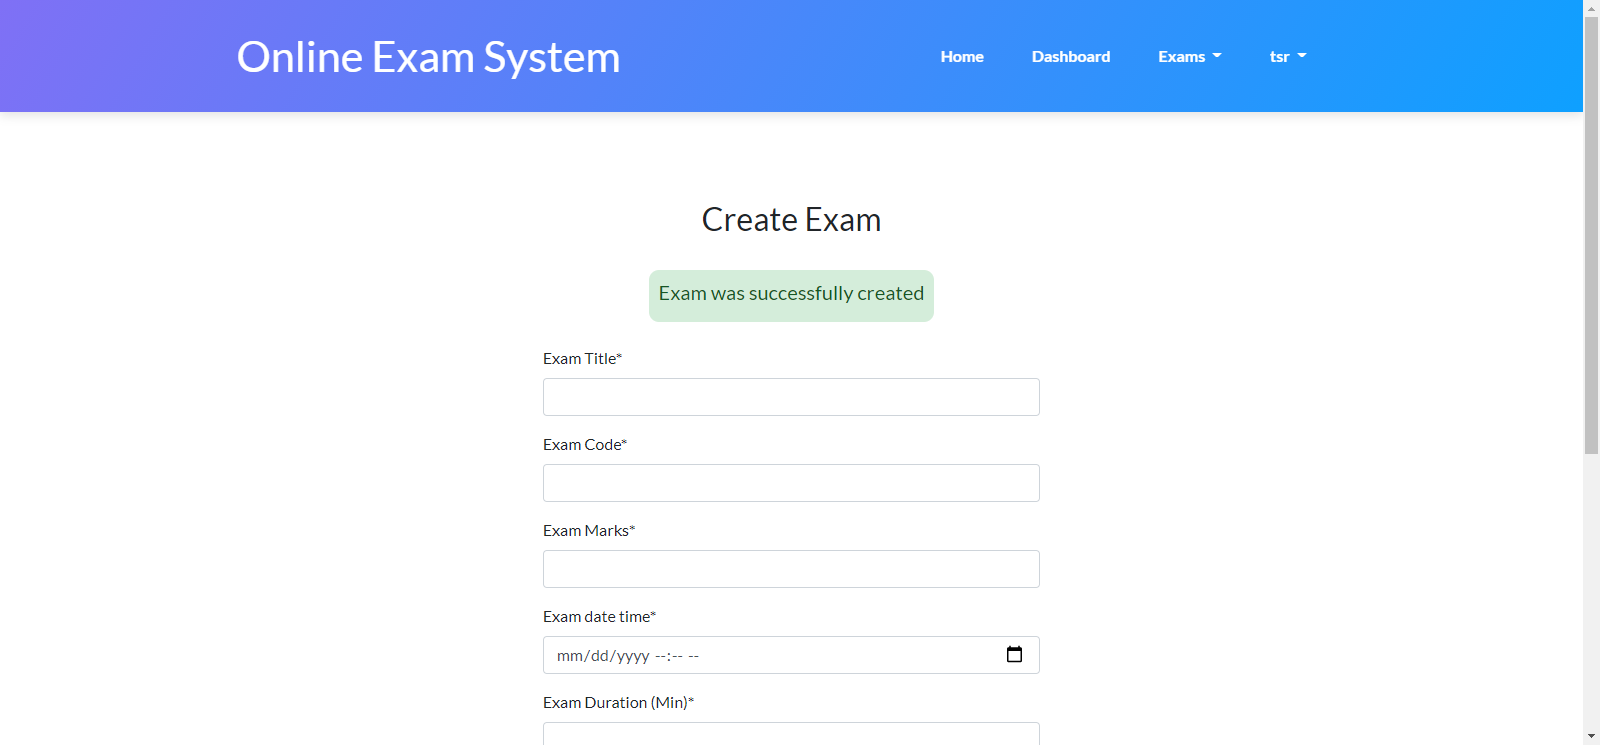 Online Exam System
Home Dashboard Exams tsr
Create Exam
Exam was successfully created
Exam Title*
Exam Code*
Exam Marks*
Exam date time*
mm/dd/yyyy --:-- --
Exam Duration (Min)*